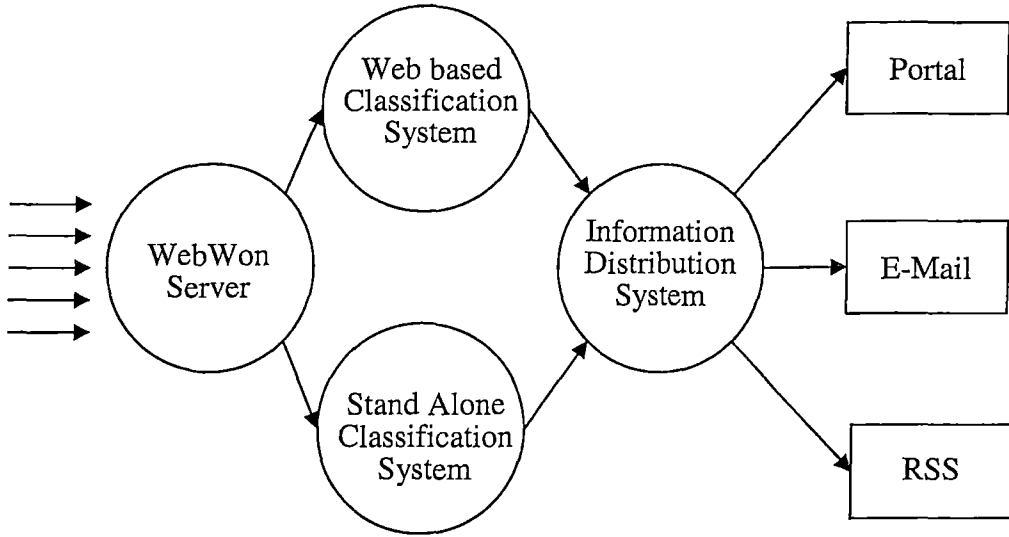 WebWon
Server
Web based
Classification
System
Stand Alone
Classification
System
Information
Distribution
System
Portal
E-Mail
RSS